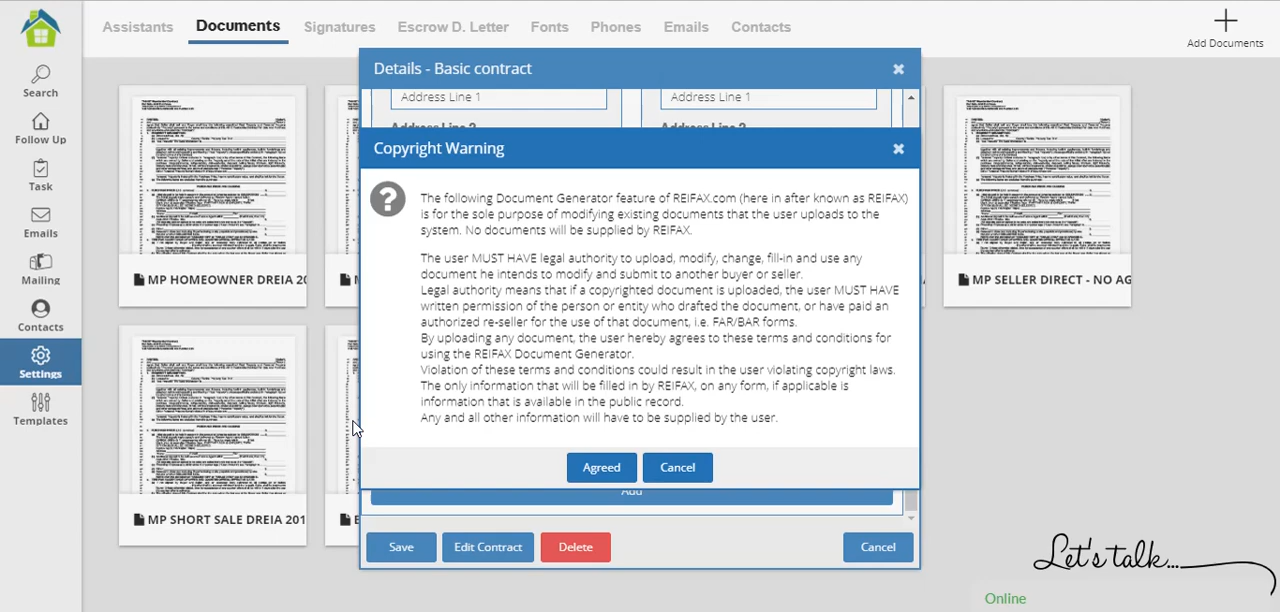 Assistants
Documents
Signatures
Escrow D. Letter
Fonts
Phones
Emails
Contacts
Add Documents
Search
Follow Up
Task
Emails
Mailing
Contacts
Settings
Templates
MP HOMEOWNER DREIA 20
MP SELLER DIRECT - NO AG
MP SHORT SALE DREIA 201
Details - Basic contract
Address Line 1
Address Line 1
Address Line 2
Address Line 2
Copyright Warning
The following Document Generator feature of REIFAX.com (here in after known as REIFAX)
is for the sole purpose of modifying existing documents that the user uploads to the
system. No documents will be supplied by REIFAX.
The user MUST HAVE legal authority to upload, modify, change, fill-in and use any
document he intends to modify and submit to another buyer or seller.
Legal authority means that if a copyrighted document is uploaded, the user MUST HAVE
written permission of the person or entity who drafted the document, or have paid an
authorized re-seller for the use of that document, i.e. FAR/BAR forms.
By uploading any document, the user hereby agrees to these terms and conditions for
using the REIFAX Document Generator.
Violation of these terms and conditions could result in the user violating copyright laws.
The only information that will be filled in by REIFAX, on any form, if applicable is
information that is available in the public record.
Any and all other information will have to be supplied by the user.
Agreed
Cancel
Add
Save
Edit Contract
Delete
Cancel
Let's talk...
Online